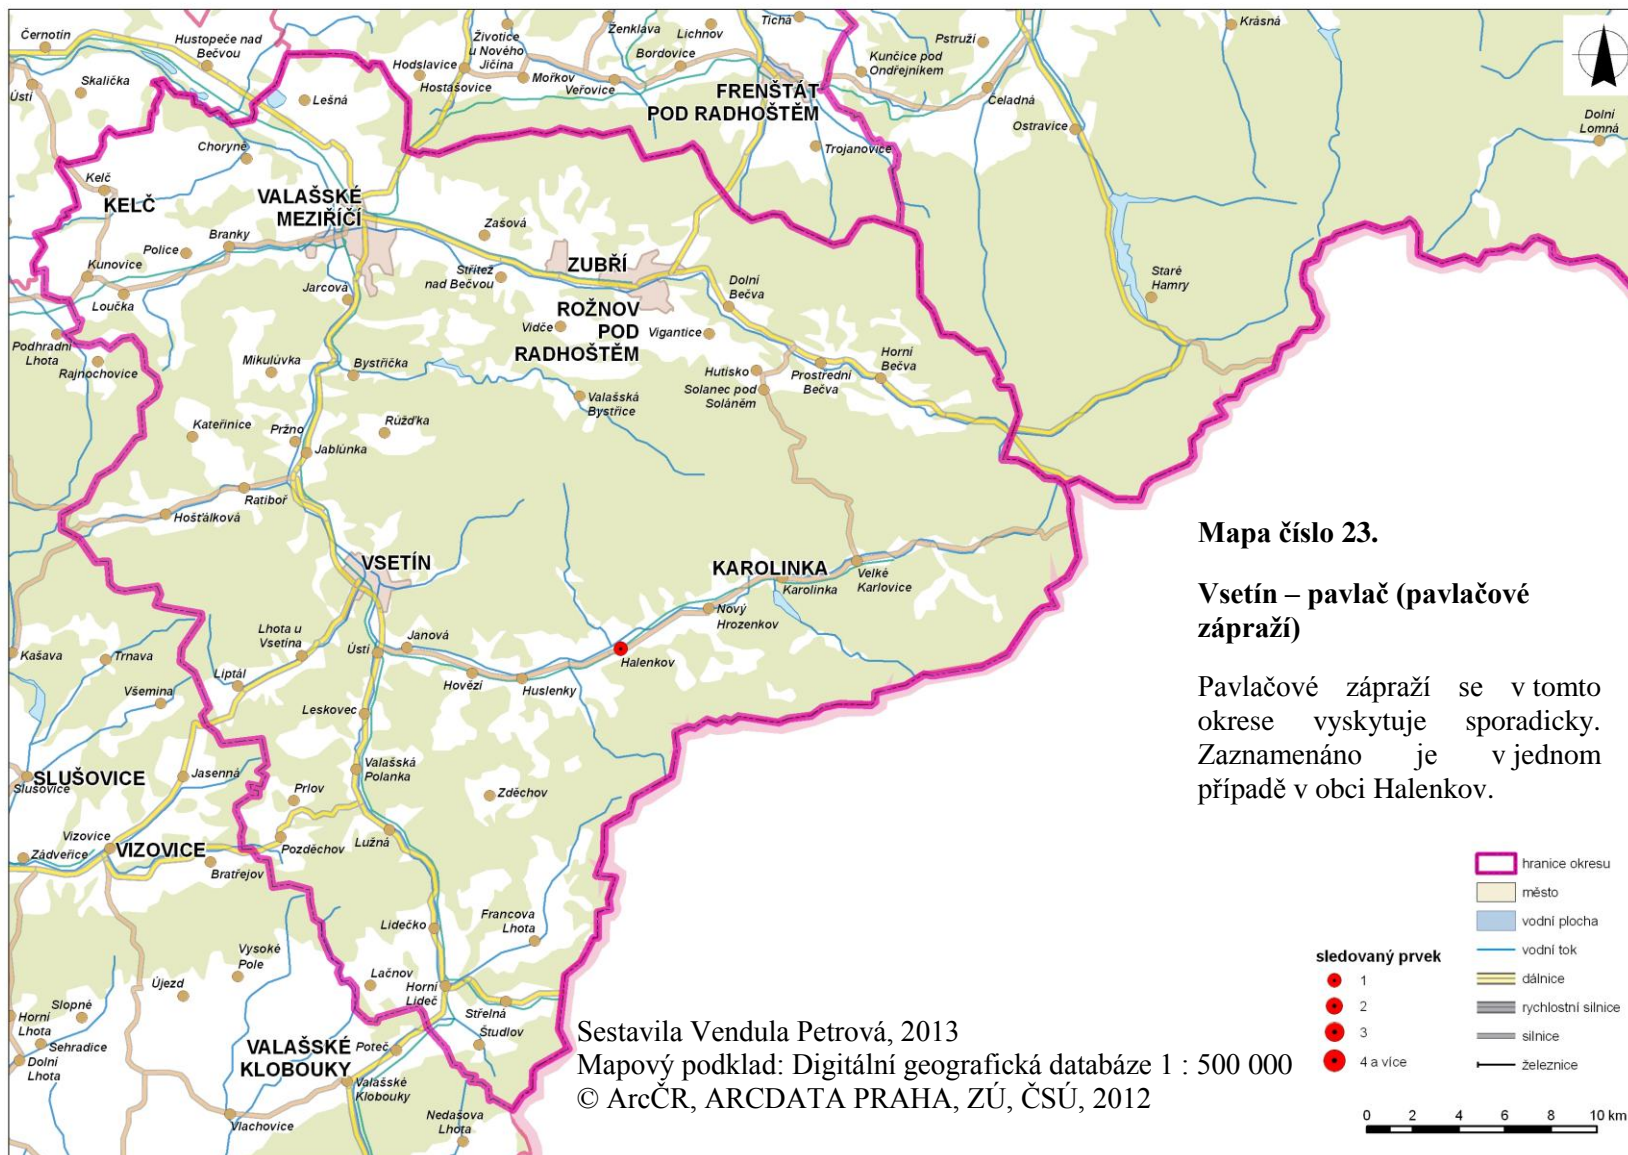 Černotín
Hustopeče nad
Bečvou
Skalička
Ústí
Lešná
Choryně
Kelč
KELČ
VALAŠSKÉ
MEZIŘÍČÍ
Police
Branky
Kunovice
Loučka
Jarcová
Podhradní
Lhota
Rajnochovice
Mikulůvka
Bystřička
Hodslavice
Hostašovice
Životice
u Nového
Jičína
Mořkov
Veřovice
Ženklava
Bordovice
Lichnov
Tichá
FRENŠTÁT
POD RADHOŠTĚM
Trojanovice
Kunčice pod
Ondřejníkem
Pstruží
Čeladná
Ostravice
Krásná
Dolní
Lomná
Zašová
Střítež
nad Bečvou
ZUBŘÍ
ROŽNOV
POD
RADHOŠTĚM
Vidče
Vigantice
Dolní
Bečva
Hutisko
Solanec pod
Soláněm
Prostřední
Bečva
Horní
Bečva
Staré
Hamry
Valašská
Bystřice
Kateřinice
Pržno
Růžďka
Jablůnka
Ratiboř
Hošťálková
VSETÍN
KAROLINKA
Karolinka
Velké
Karlovice
Nový
Hrozenkov
Halenkov
Huslenky
Hovězí
Janová
Ústí
Lhota u
Vsetína
Liptál
Kašava
Trnava
Všemina
Leskovec
Valašská
Polanka
SLUŠOVICE
Slušovice
Jasenná
Prlov
Zděchov
Vizovice
VIZOVICE
Zádveřice
Bratřejov
Pozděchov
Lužná
Lidečko
Francova
Lhota
Vysoké
Pole
Újezd
Lačnov
Horní
Lideč
Střelná
Študlov
Slopné
Horní
Lhota
Sehradice
Dolní
Lhota
VALAŠSKÉ
KLOBOUKY
Poteč
Valašské
Klobouky
Vlachovice
Nedašova
Lhota
Mapa číslo 23.
Vsetín – pavlač (pavlačové
zápraží)
Pavlačové zápraží se v tomto
okrese vyskytuje sporadicky.
Zaznamenáno je v jednom
případě v obci Halenkov.
sledovaný prvek
1
2
3
4 a více
hranice okresu
město
vodní plocha
vodní tok
dálnice
rychlostní silnice
silnice
železnice
0 2 4 6 8 10 km
Sestavila Vendula Petrová, 2013
Mapový podklad: Digitální geografická databáze 1 : 500 000
© ArcČR, ARCDATA PRAHA, ZÚ, ČSÚ, 2012